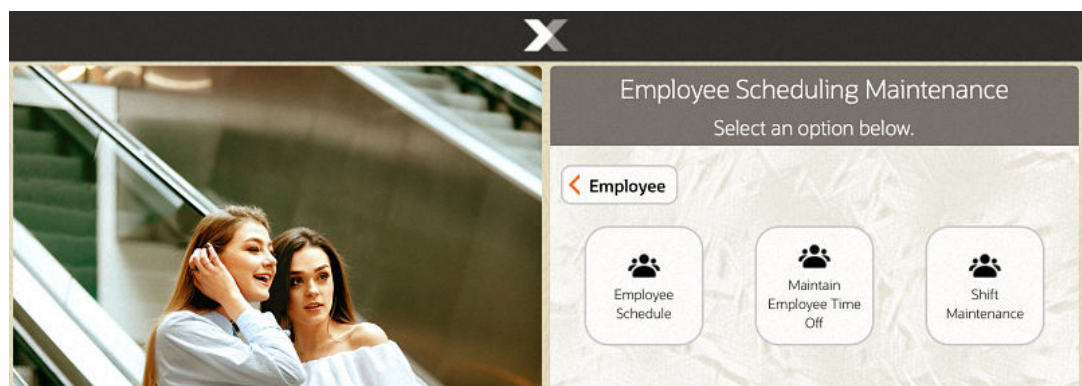 Employee Scheduling Maintenance
Select an option below.
Employee
Employee
Schedule
Maintain
Employee Time
Off
Shift
Maintenance